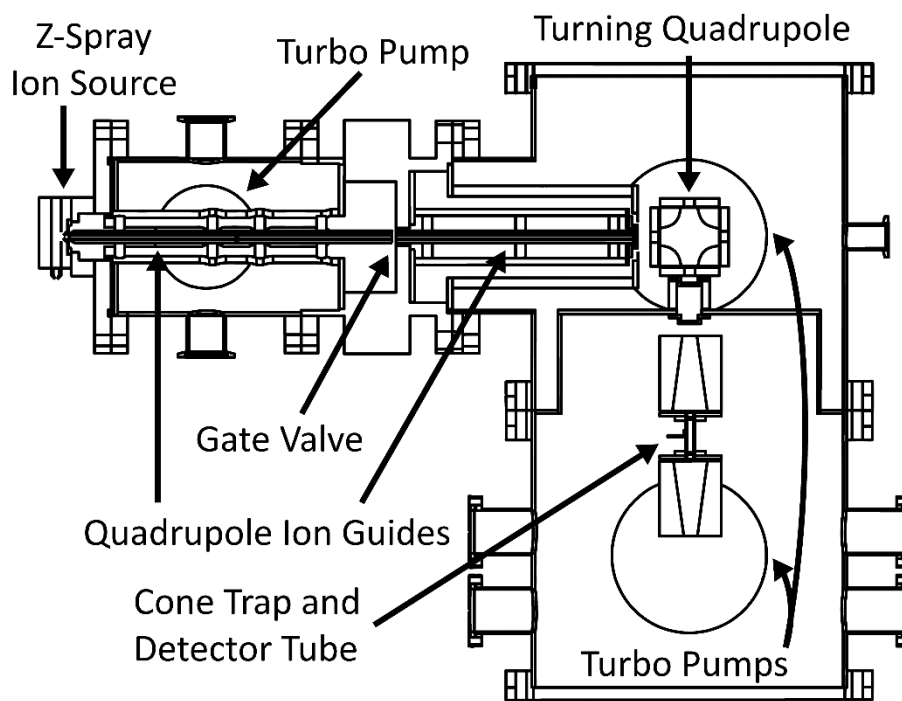 Z-Spray
Ion Source
Turbo Pump
Turning Quadrupole
Gate Valve
Quadrupole Ion Guides
Cone Trap and
Detector Tube
Turbo Pumps